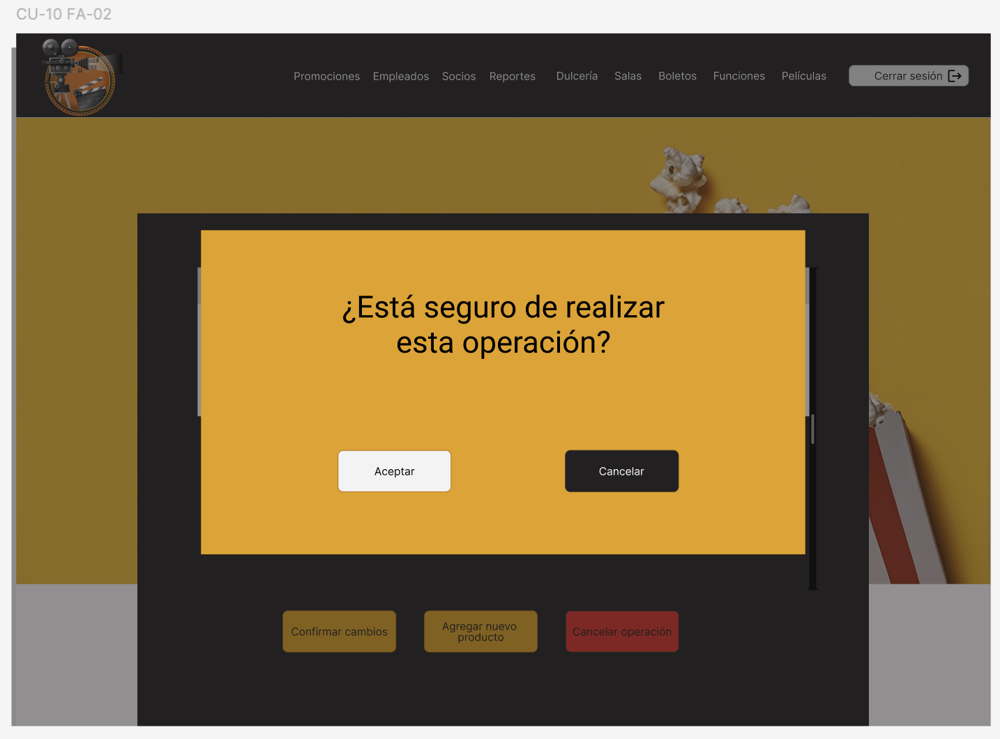 CU-10 FA-02
Promociones Empleados Socios Reportes Dulcería Salas Boletos Funciones Películas Cerrar sesión
¿Está seguro de realizar
esta operación?
Aceptar Cancelar
Confirmar cambios
Agregar nuevo
producto
Cancelar operación